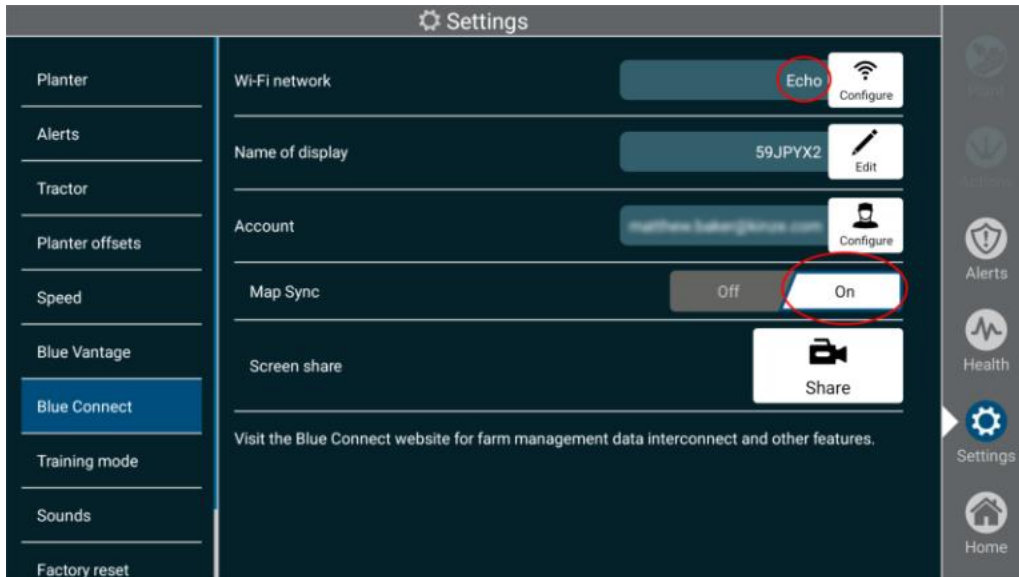 Settings
Planter
Alerts
Tractor
Planter offsets
Speed
Blue Vantage
Blue Connect
Training mode
Sounds
Factory reset
Wi-Fi network
Echo
Configure
Name of display
59JPYX2
Edit
Account
Configure
Map Sync
Off
On
Screen share
Share
Visit the Blue Connect website for farm management data interconnect and other features.
Plant
Actions
Alerts
Health
Settings
Home